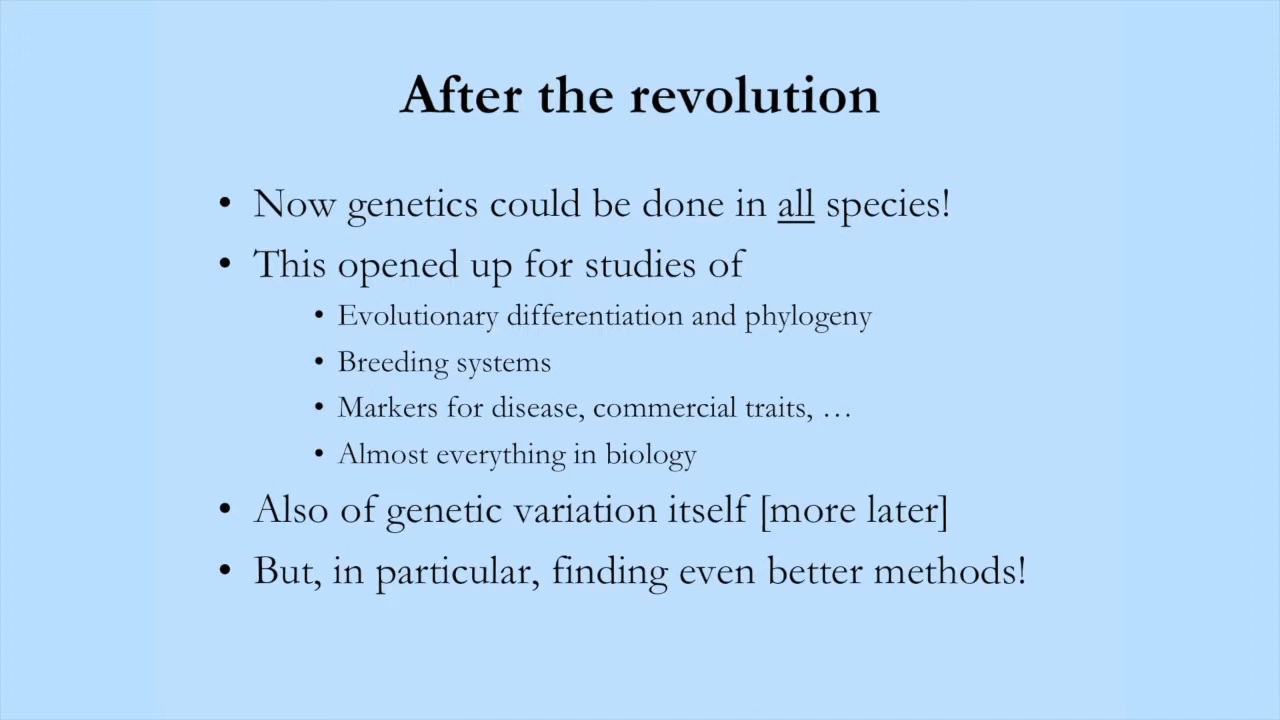 After the revolution
• Now genetics could be done in all species!
• This opened up for studies of
• Evolutionary differentiation and phylogeny
• Breeding systems
• Markers for disease, commercial traits, …
• Almost everything in biology
• Also of genetic variation itself [more later]
• But, in particular, finding even better methods!